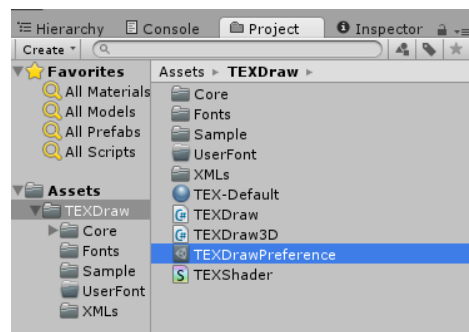 Hierarchy Console Project Inspector
Create
Favorites
All Materials
All Models
All Prefabs
All Scripts
Assets
TEXDraw
Core
Fonts
Sample
UserFont
XMLs
Assets TEXDraw
Core
Fonts
Sample
UserFont
XMLs
TEX-Default
TEXDraw
TEXDraw3D
TEXDrawPreference
TEXShader